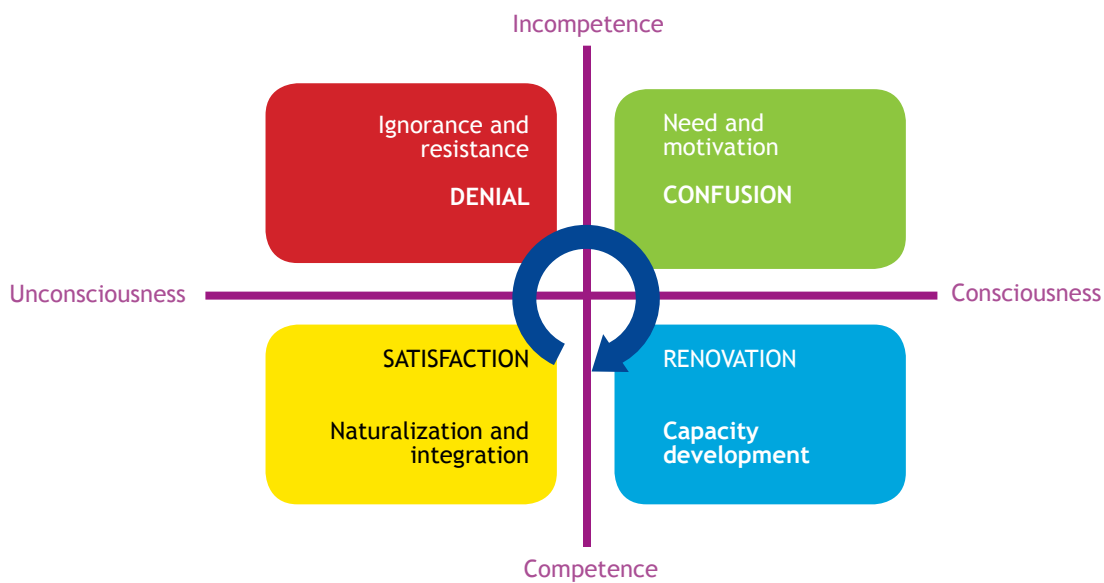 Incompetence
Ignorance and
resistance
DENIAL
Need and
motivation
CONFUSION
Unconsciousness
Consciousness
SATISFACTION
Naturalization and
integration
RENOVATION
Capacity
development
Competence